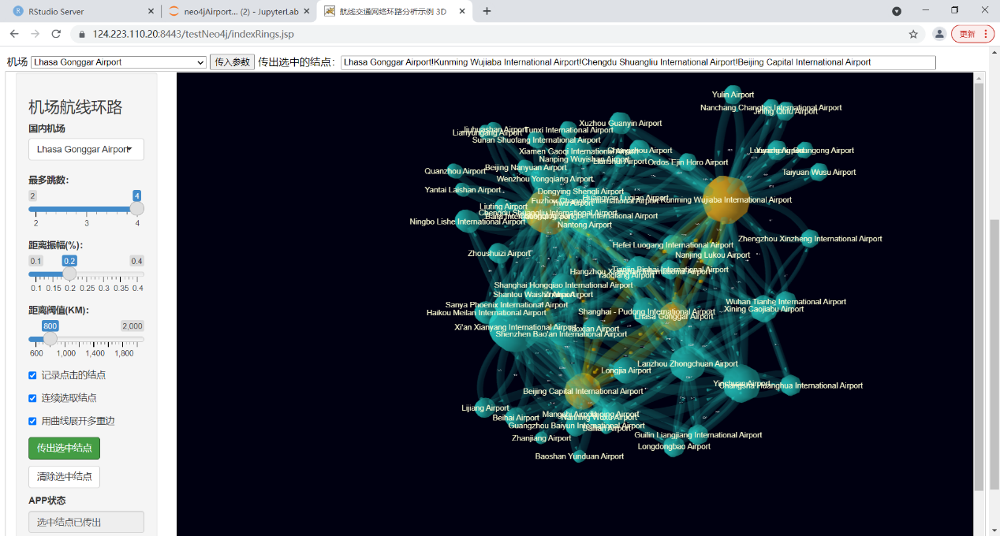 RStudio Server
neo4jAirport... (2) - JupyterLab
航线交通网络环路分析示例 3D
124.223.110.20:8443/testNeo4j/indexRings.jsp
更新
机场 Lhasa Gonggar Airport 传入参数 传出选中的结点： Lhasa Gonggar Airport!Kunming Wujiaba International Airport!Chengdu Shuangliu International Airport!Beijing Capital International Airport
机场航线环路
国内机场
Lhasa Gonggar Airport
最多跳数:
2 4
2 3 4
距离振幅(%):
0.1 0.2 0.4
0.1 0.15 0.2 0.25 0.3 0.35 0.4
距离阀值(KM):
800 2,000
600 1,000 1,400 1,800
记录点击的结点
连续选取结点
用曲线展开多重边
传出选中结点
清除选中结点
APP状态
选中结点已传出
Yulin Airport
Nanchang Changbei International Airport
Jining Qufu Airport
Xuzhou Guanyin Airport
Liuhuashan Airport
Lianyungang Airport
Tunxi International Airport
Sunan Shuofang International Airport
Xiamen Gaoqi International Airport
Changzhou Airport
Nanping Wuyishan Airport
Lianshui Airport
Ordos Ejin Horo Airport
Guangong Airport
Quanzhou Airport
Beijing Nanyuan Airport
Taiyuan Wusu Airport
Wenzhou Yongqiang Airport
Yantai Laishan Airport
Dongying Shengli Airport
Huangyan Luqiao Airport
Kunming Wujiaba International Airport
Liuting Airport
Chengdu Shuangliu International Airport
Ningbo Lishe International Airport
Nantong Airport
Zhengzhou Xinzheng International Airport
Hefei Luogang International Airport
Zhoushuizi Airport
Nanjing Lukou Airport
Tianjin Binhai International Airport
Taoqiang Airport
Shanghai Hongqiao International Airport
Sanya Phoenix International Airport
Haikou Meilan International Airport
Shanghai - Pudong International Airport
Lhasa Gonggar Airport
Wuhan Tianhe International Airport
Xining Caojiabu Airport
Xi'an Xianyang International Airport
Taoxian Airport
Shenzhen Bao'an International Airport
Lanzhou Zhongchuan Airport
Longjia Airport
Yinchuan Airport
Changsha Huanghua International Airport
Beijing Capital International Airport
Lijiang Airport
Beihai Airport
Nanning Wuxu Airport
Guangzhou Baiyun International Airport
Zhanjiang Airport
Guilin Liangjiang International Airport
Longdongbao Airport
Baoshan Yunduan Airport